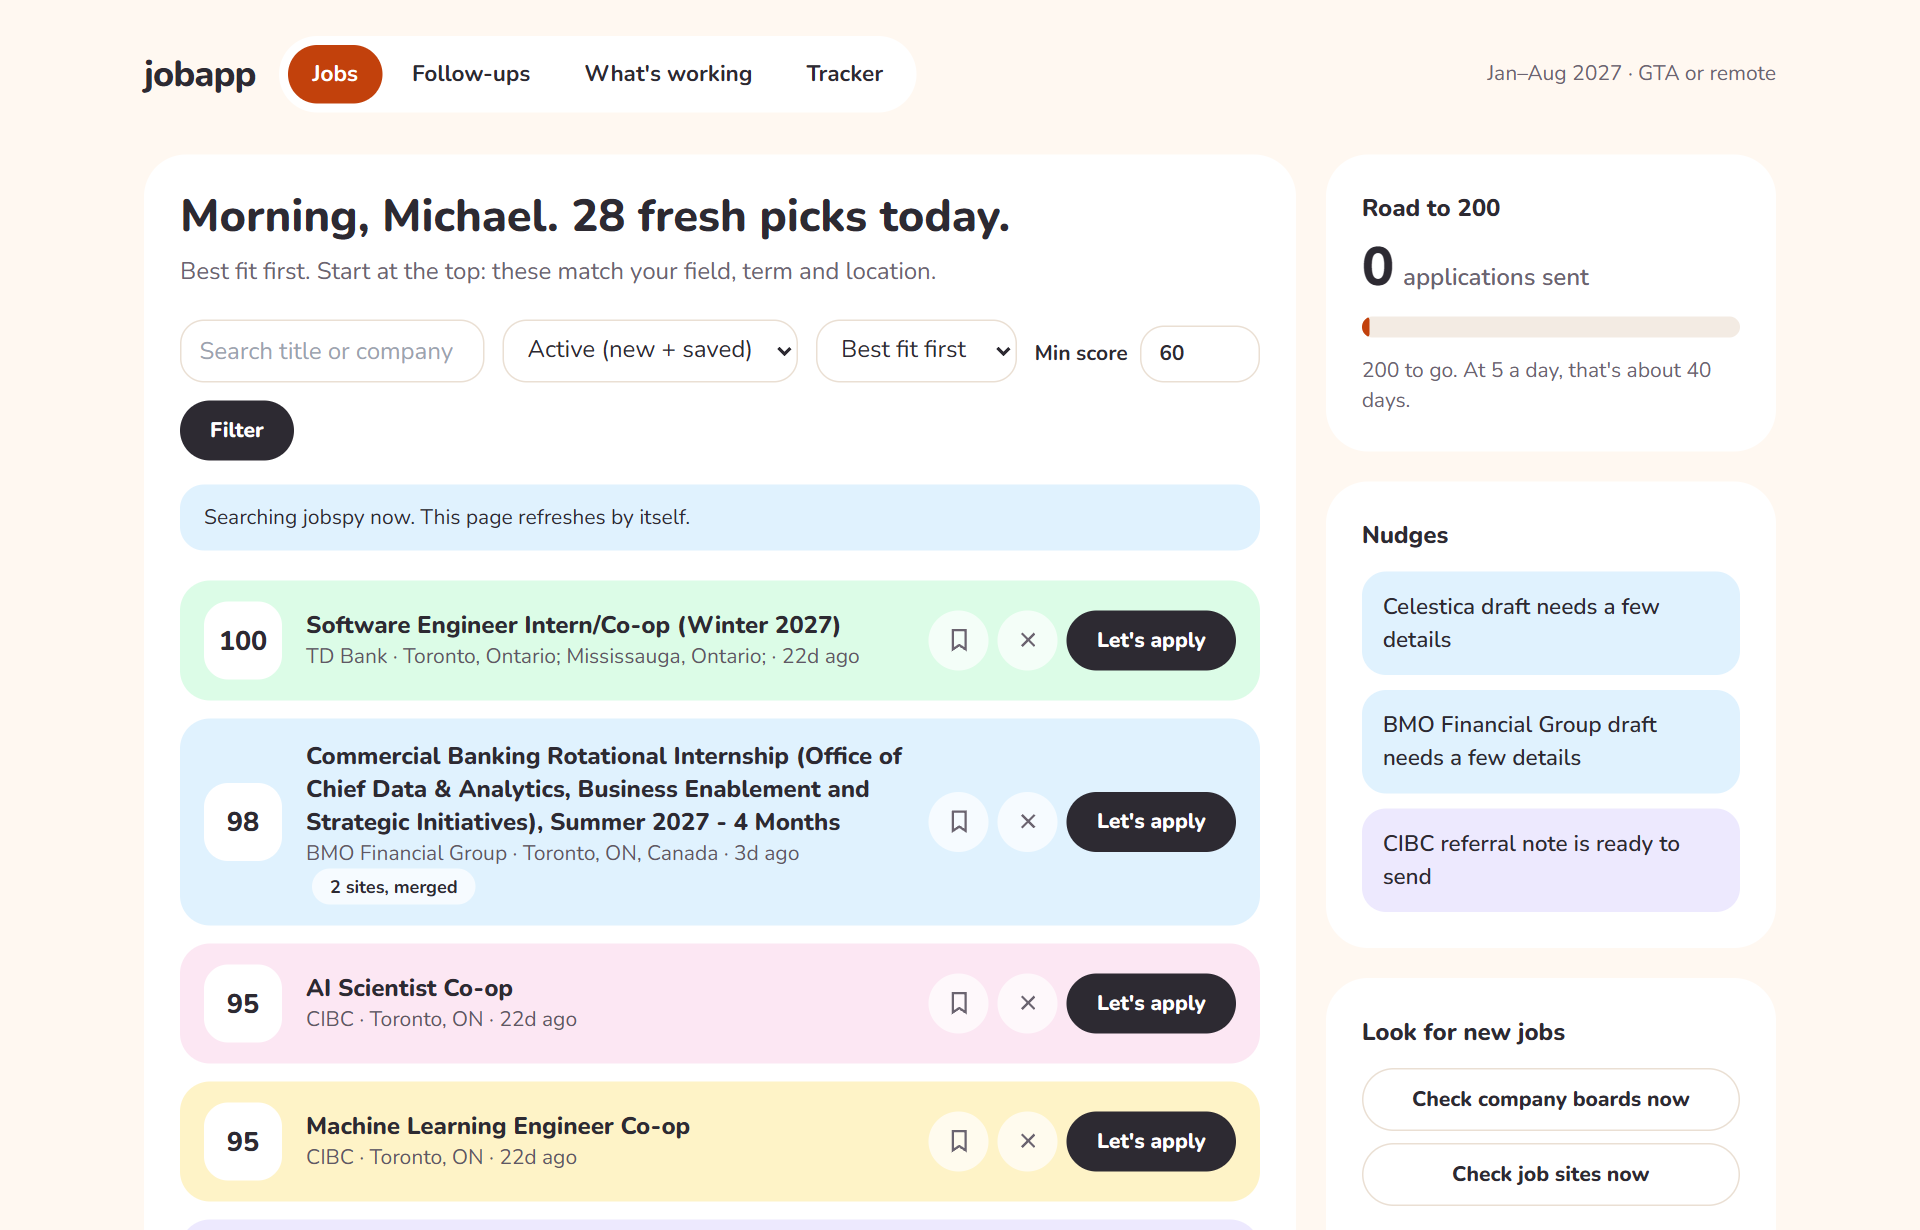 jobapp
Jobs
Follow-ups
What's working
Tracker
Jan–Aug 2027 · GTA or remote
Morning, Michael. 28 fresh picks today.
Best fit first. Start at the top: these match your field, term and location.
Search title or company
Active (new + saved)
Best fit first
Min score
60
Filter
Searching jobspy now. This page refreshes by itself.
100
Software Engineer Intern/Co-op (Winter 2027)
TD Bank · Toronto, Ontario; Mississauga, Ontario; · 22d ago
Let's apply
98
Commercial Banking Rotational Internship (Office of
Chief Data & Analytics, Business Enablement and
Strategic Initiatives), Summer 2027 - 4 Months
BMO Financial Group · Toronto, ON, Canada · 3d ago
2 sites, merged
Let's apply
95
AI Scientist Co-op
CIBC · Toronto, ON · 22d ago
Let's apply
95
Machine Learning Engineer Co-op
CIBC · Toronto, ON · 22d ago
Let's apply
Road to 200
0 applications sent
200 to go. At 5 a day, that's about 40
days.
Nudges
Celestica draft needs a few
details
BMO Financial Group draft
needs a few details
CIBC referral note is ready to
send
Look for new jobs
Check company boards now
Check job sites now